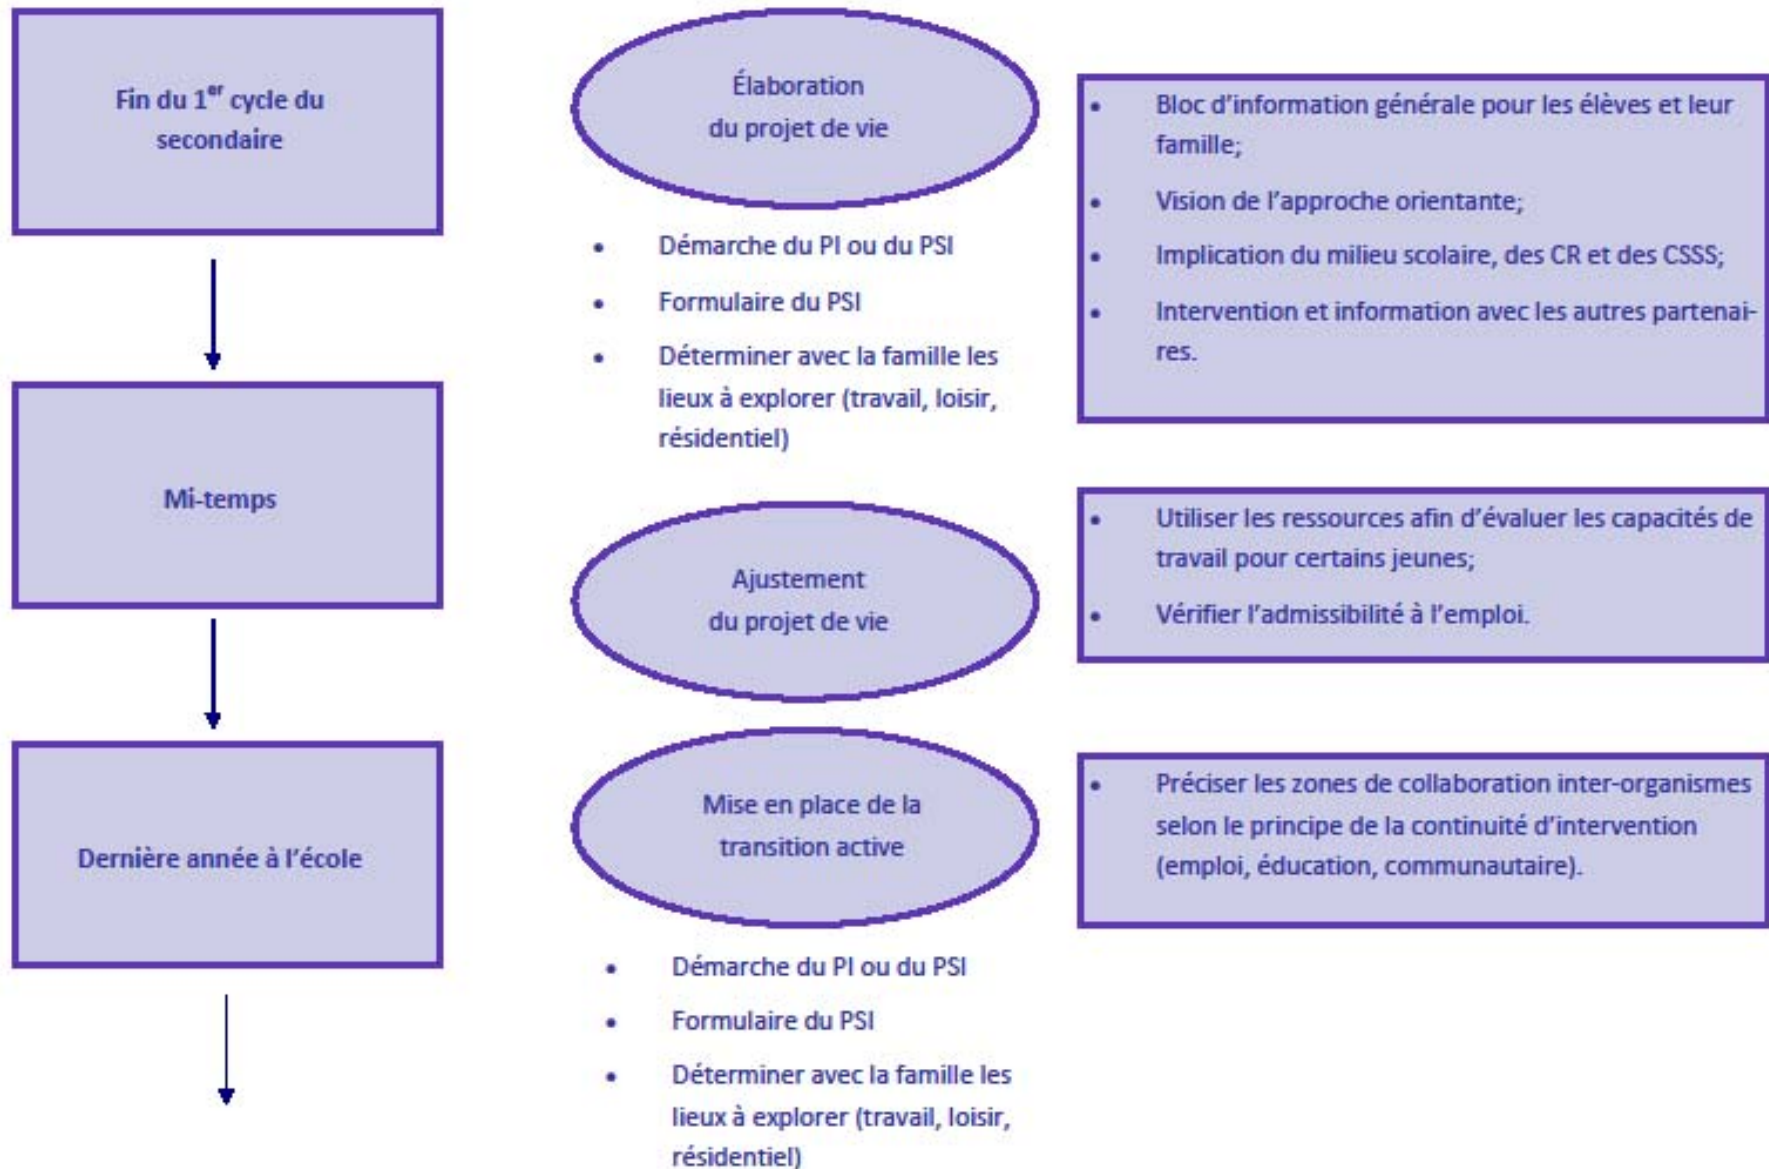 Fin du 1er cycle du
secondaire
Élaboration
du projet de vie
• Démarche du PI ou du PSI
• Formulaire du PSI
• Déterminer avec la famille les
lieux à explorer (travail, loisir,
résidentiel)
• Bloc d’information générale pour les élèves et leur
famille;
• Vision de l’approche orientante;
• Implication du milieu scolaire, des CR et des CSSS;
• Intervention et information avec les autres partenai-
res.
Mi-temps
Ajustement
du projet de vie
• Utiliser les ressources afin d’évaluer les capacités de
travail pour certains jeunes;
• Vérifier l’admissibilité à l’emploi.
Dernière année à l’école
Mise en place de la
transition active
• Démarche du PI ou du PSI
• Formulaire du PSI
• Déterminer avec la famille les
lieux à explorer (travail, loisir,
résidentiel)
• Préciser les zones de collaboration inter-organismes
selon le principe de la continuité d’intervention
(emploi, éducation, communautaire).